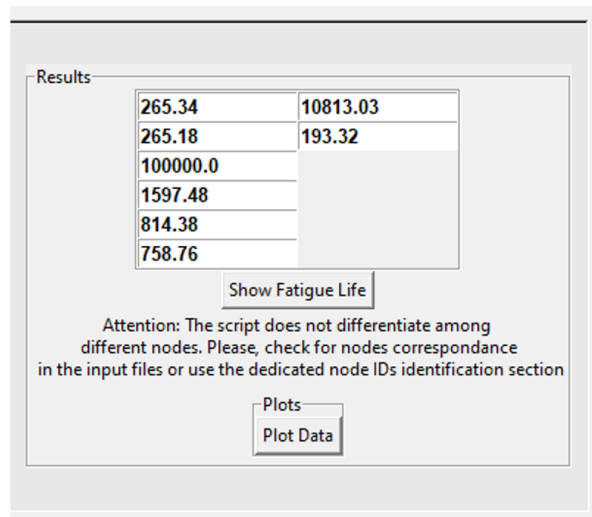 Results
265.34 10813.03
265.18 193.32
100000.0
1597.48
814.38
758.76
Show Fatigue Life
Attention: The script does not differentiate among
different nodes. Please, check for nodes correspondance
in the input files or use the dedicated node IDs identification section
Plots
Plot Data